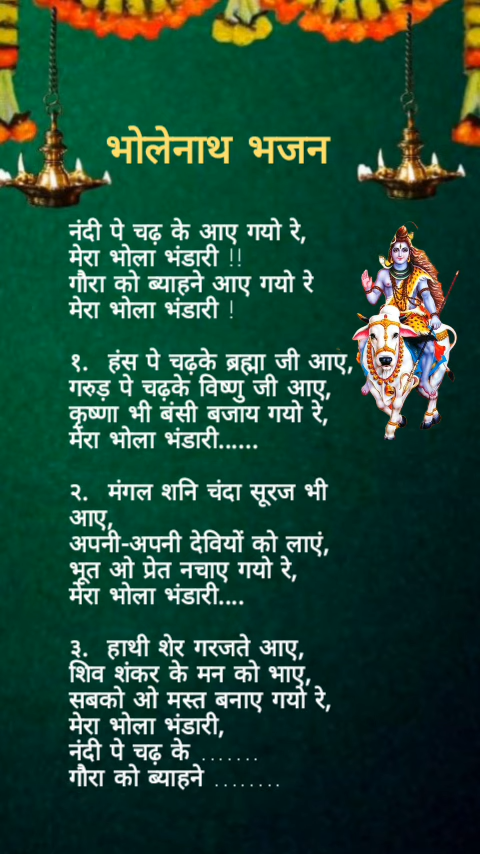 भोलेनाथ भजन
नंदी पे चढ़ के आए गयो रे,
मेरा भोला भंडारी !!
गौरा को ब्याहने आए गयो रे
मेरा भोला भंडारी !
१. हंस पे चढ़के ब्रह्मा जी आए,
गरुड़ पे चढ़के विष्णु जी आए,
कृष्णा भी बंसी बजाय गयो रे,
मेरा भोला भंडारी......
२. मंगल शनि चंदा सूरज भी
आए,
अपनी-अपनी देवियों को लाएं,
भूत ओ प्रेत नचाए गयो रे,
मेरा भोला भंडारी....
३. हाथी शेर गरजते आए,
शिव शंकर के मन को भाए,
सबको ओ मस्त बनाए गयो रे,
मेरा भोला भंडारी,
नंदी पे चढ़ के .......
गौरा को ब्याहने ........